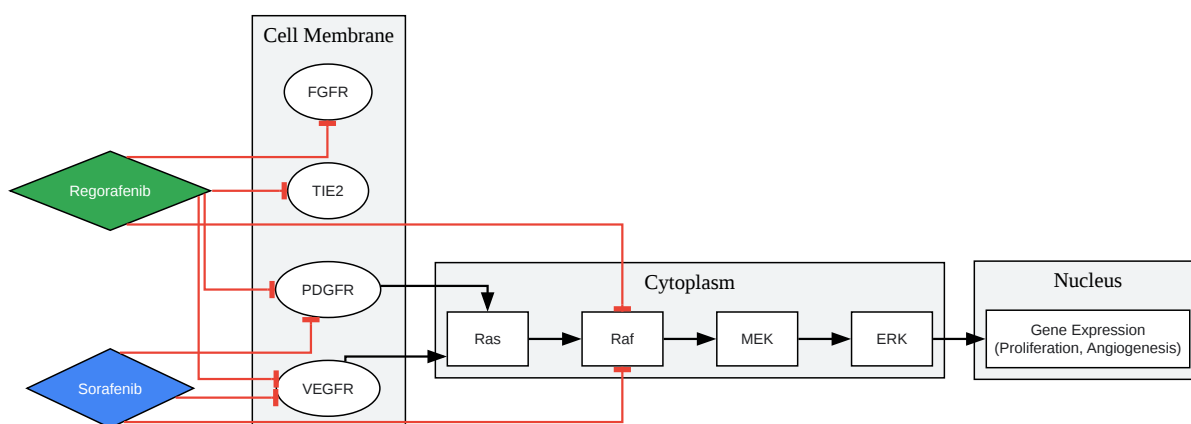 Cell Membrane
FGFR
Regorafenib
TIE2
PDGFR
Sorafenib
VEGFR
Cytoplasm
Ras
Raf
MEK
ERK
Nucleus
Gene Expression
(Proliferation, Angiogenesis)